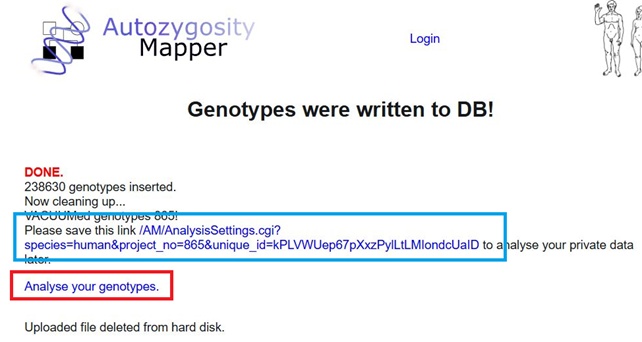 Autozygosity
Mapper
Login
Genotypes were written to DB!
DONE.
238630 genotypes inserted.
Now cleaning up...
VACUUMed genotypes 865!
Please save this link /AM/AnalysisSettings.cgi?
species=human&project_no=865&unique_id=kPLVWUep67pXxzPylLtLMlondcUaID to analyse your private data
later.
Analyse your genotypes.
Uploaded file deleted from hard disk.